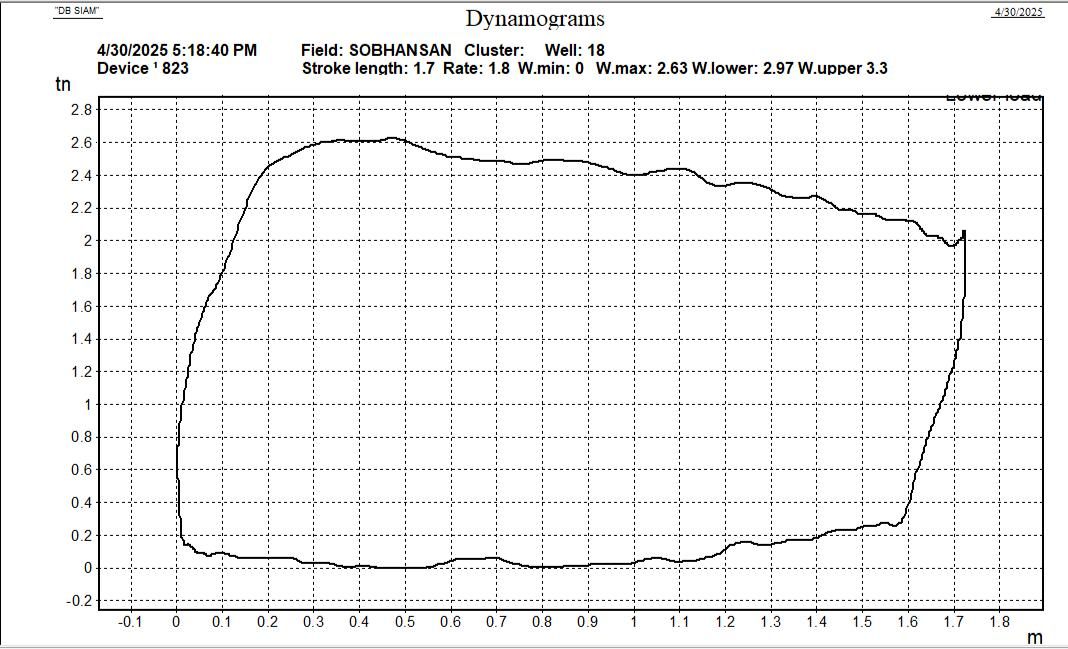 "DB SIAM"
4/30/2025
Dynamograms
4/30/2025 5:18:40 PM Field: SOBHANSAN Cluster: Well: 18
Device ¹ 823 Stroke length: 1.7 Rate: 1.8 W.min: 0 W.max: 2.63 W.lower: 2.97 W.upper 3.3
tn
Lower load
2.8
2.6
2.4
2.2
2
1.8
1.6
1.4
1.2
1
0.8
0.6
0.4
0.2
0
-0.2
-0.1 0 0.1 0.2 0.3 0.4 0.5 0.6 0.7 0.8 0.9 1 1.1 1.2 1.3 1.4 1.5 1.6 1.7 1.8
m